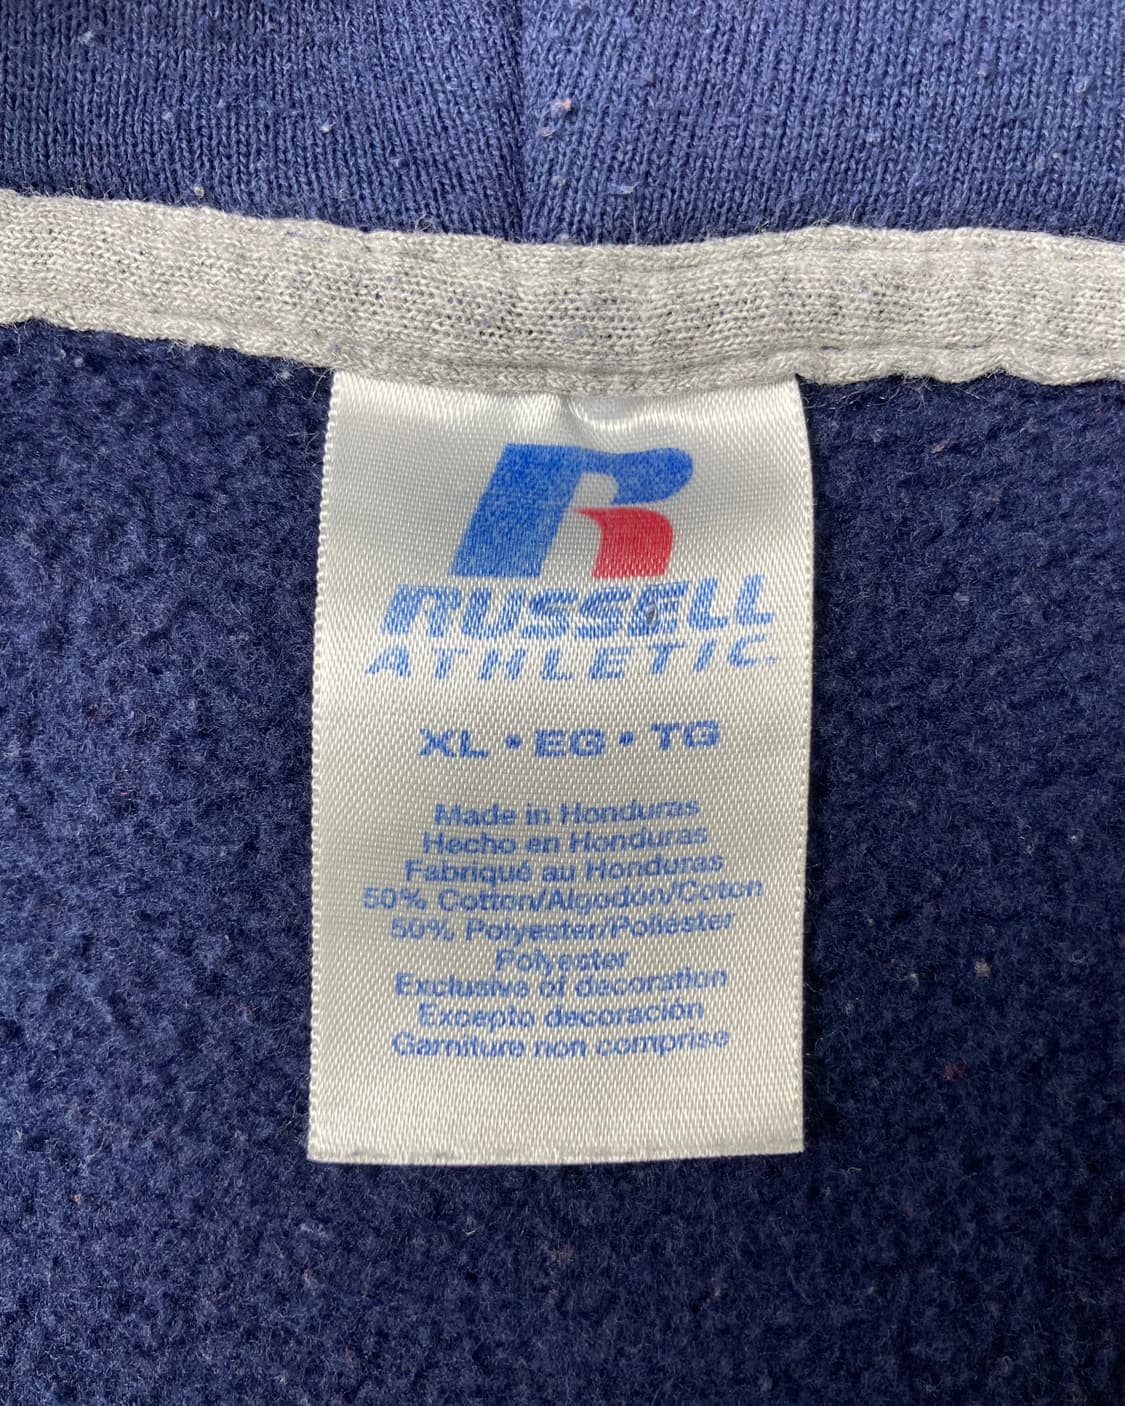 R
RUSSELL
ATHLETIC.
XL • EG • TG
Made in Honduras
Hecho en Honduras
Fabriqué au Honduras
50% Cotton/Algodón/Coton
50% Polyester/Poliéster
Polyester
Exclusive of decoration
Excepto decoración
Garniture non comprise